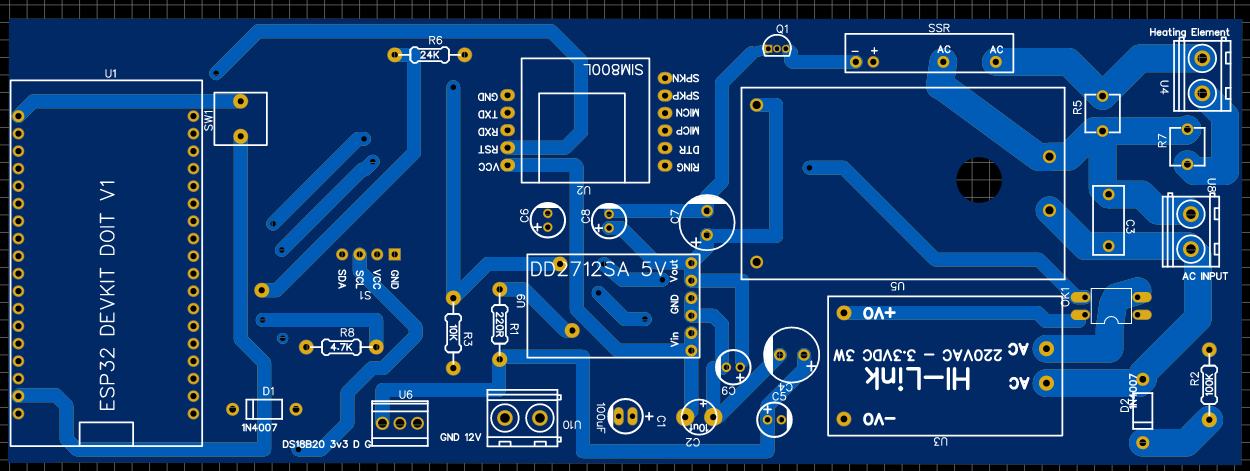 Q1
SSR
Heating Element
R6
- +
AC
AC
24K
SIM800L
U1
U4
SPKN
GND
SPKP
R5
SW1
TXD
MCN
RXD
MICP
R7
RST
DTR
VCC
RING
U2
U8
ESP32 DEVKIT DOIT V1
C6
C8
C7
C3
+
+
+
SDA
SCL
VCC
GND
S1
DD2712SA 5V
Vout
AC INPUT
U5
OK1
U9
GND
+VO
10K
R3
220R
R1
Vin
R8
4.7K
220VAC - 3.3VDC 3W
AC
Hi-Link
AC
C9
+
C4
+
C5
+
R2
100K
D1
1N4007
U6
1N4007
D2
-VO
U3
DS18B20 3v3 D G
GND 12V
U10
1000uF
+
C1
+
10uf
C2